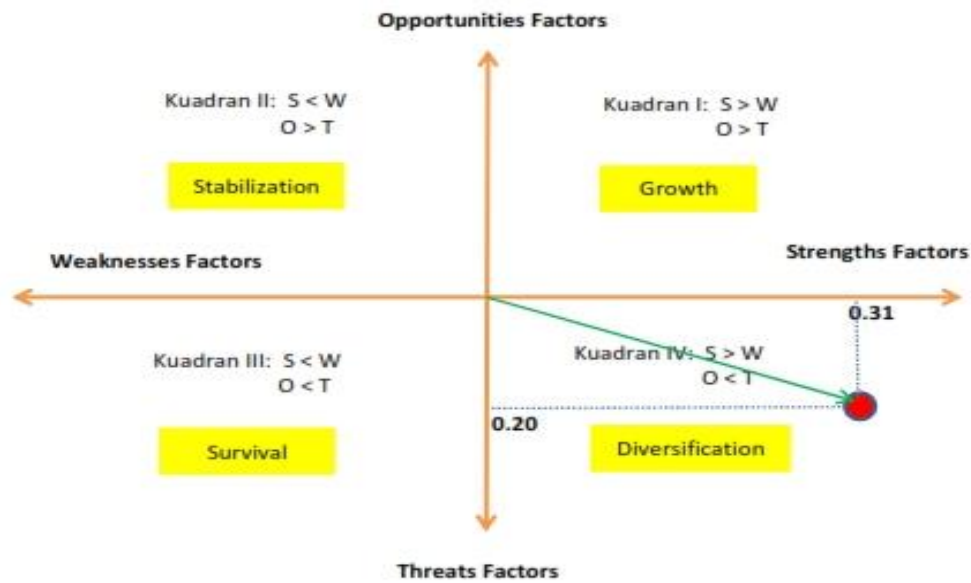 Opportunities Factors
Kuadran II: S < W
O > T
Kuadran I: S > W
O > T
Stabilization
Growth
Weaknesses Factors
Strengths Factors
0.31
Kuadran III: S < W
O < T
Kuadran IV: S > W
O < T
0.20
Survival
Diversification
Threats Factors